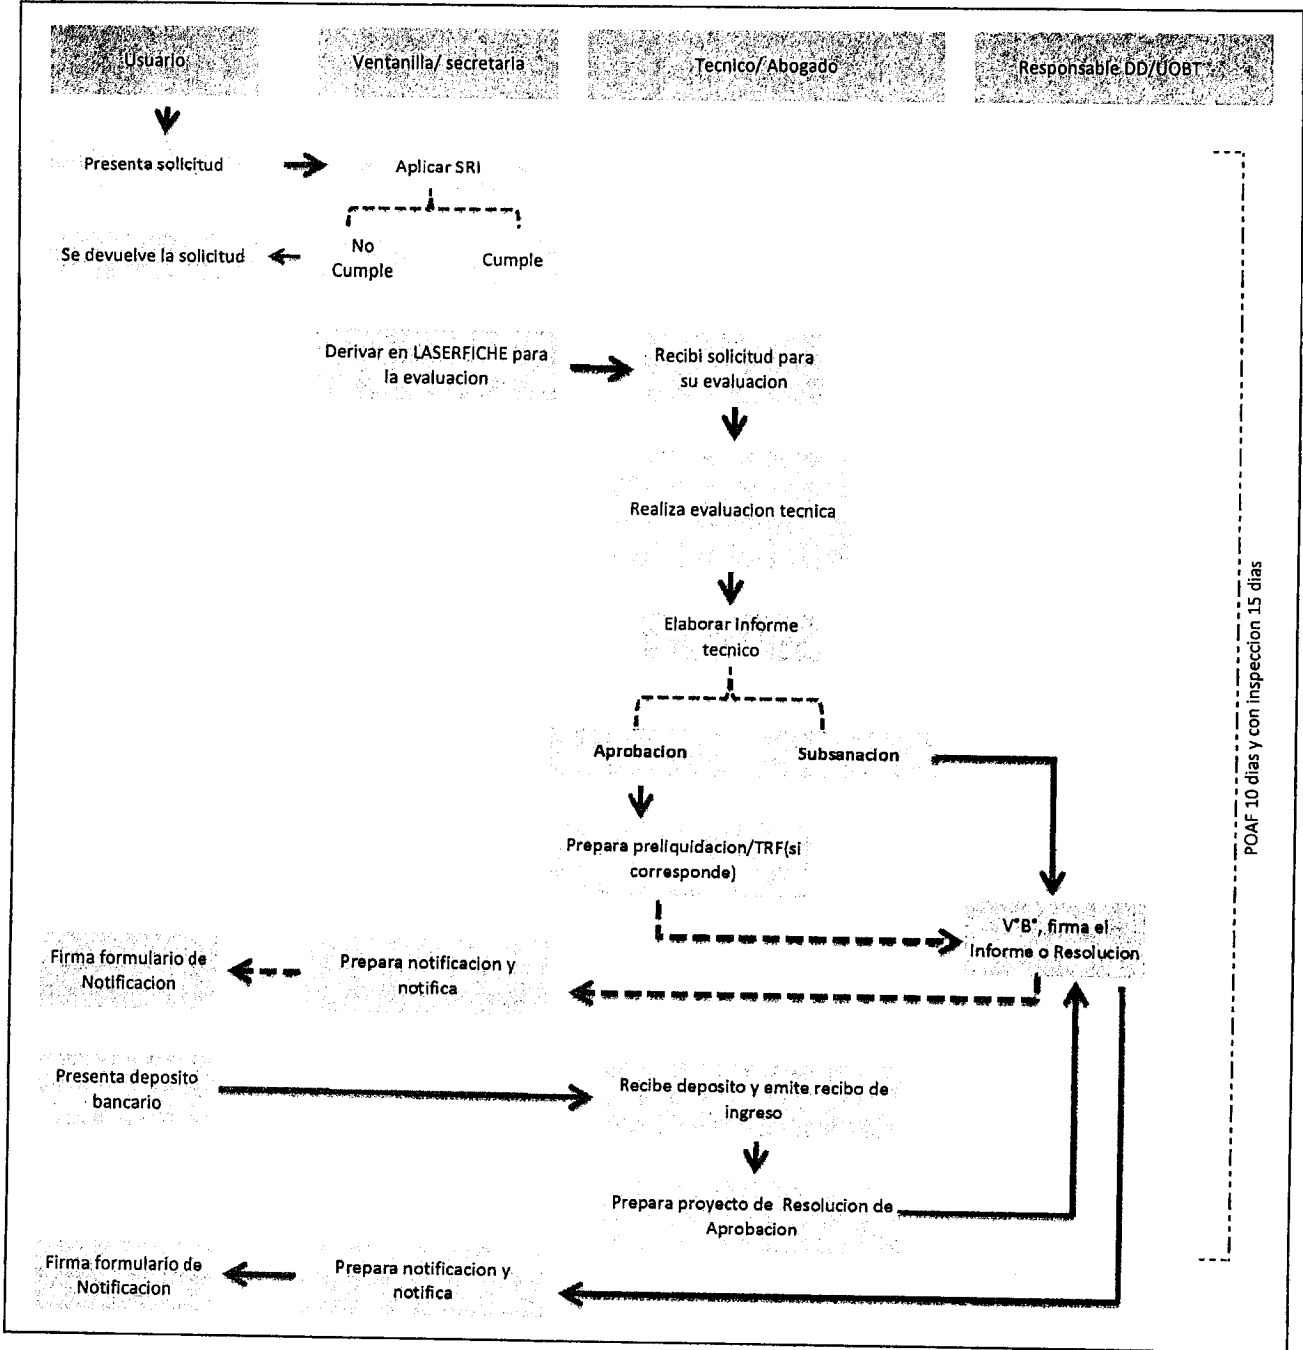 Usuario
Ventanilla/ secretaria
Tecnico/ Abogado
Responsable DD/UOBT
Presenta solicitud
Aplicar SRI
Se devuelve la solicitud
No
Cumple
Cumple
Derivar en LASERFICHE para
la evaluacion
Recibi solicitud para
su evaluacion
Realiza evaluacion tecnica
Elaborar Informe
tecnico
Aprobacion
Subsanacion
Prepara preliquidacion/TRF(si
corresponde)
V°B°, firma el
Informe o Resolucion
Firma formulario de
Notificacion
Prepara notificacion y
notifica
Presenta deposito
bancario
Recibe deposito y emite recibo de
ingreso
Prepara proyecto de Resolucion de
Aprobacion
Firma formulario de
Notificacion
Prepara notificacion y
notifica
POAF 10 dias y con inspeccion 15 dias